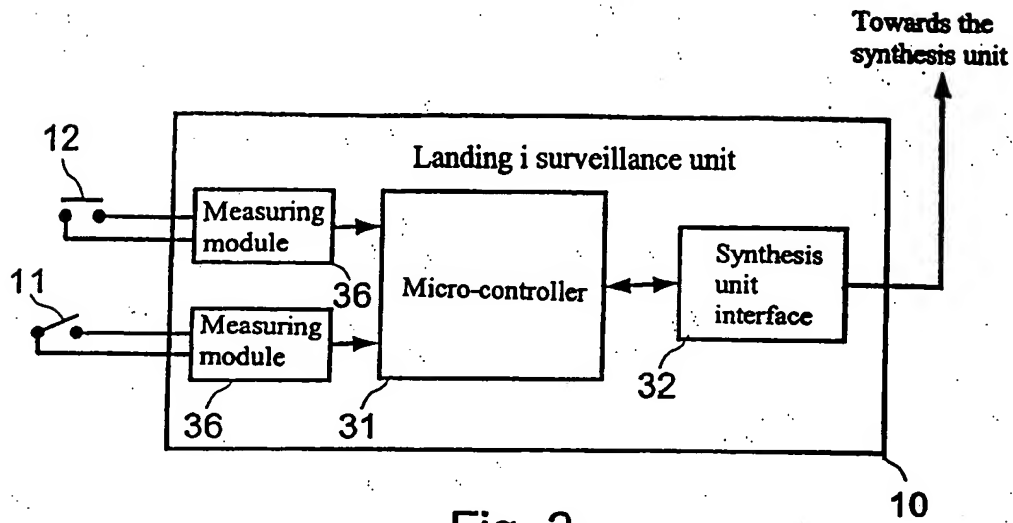 Towards the
synthesis unit
12
Landing i surveillance unit
Measuring
module
36
11
Measuring
module
36
Micro-controller
31
Synthesis
unit
interface
32
10